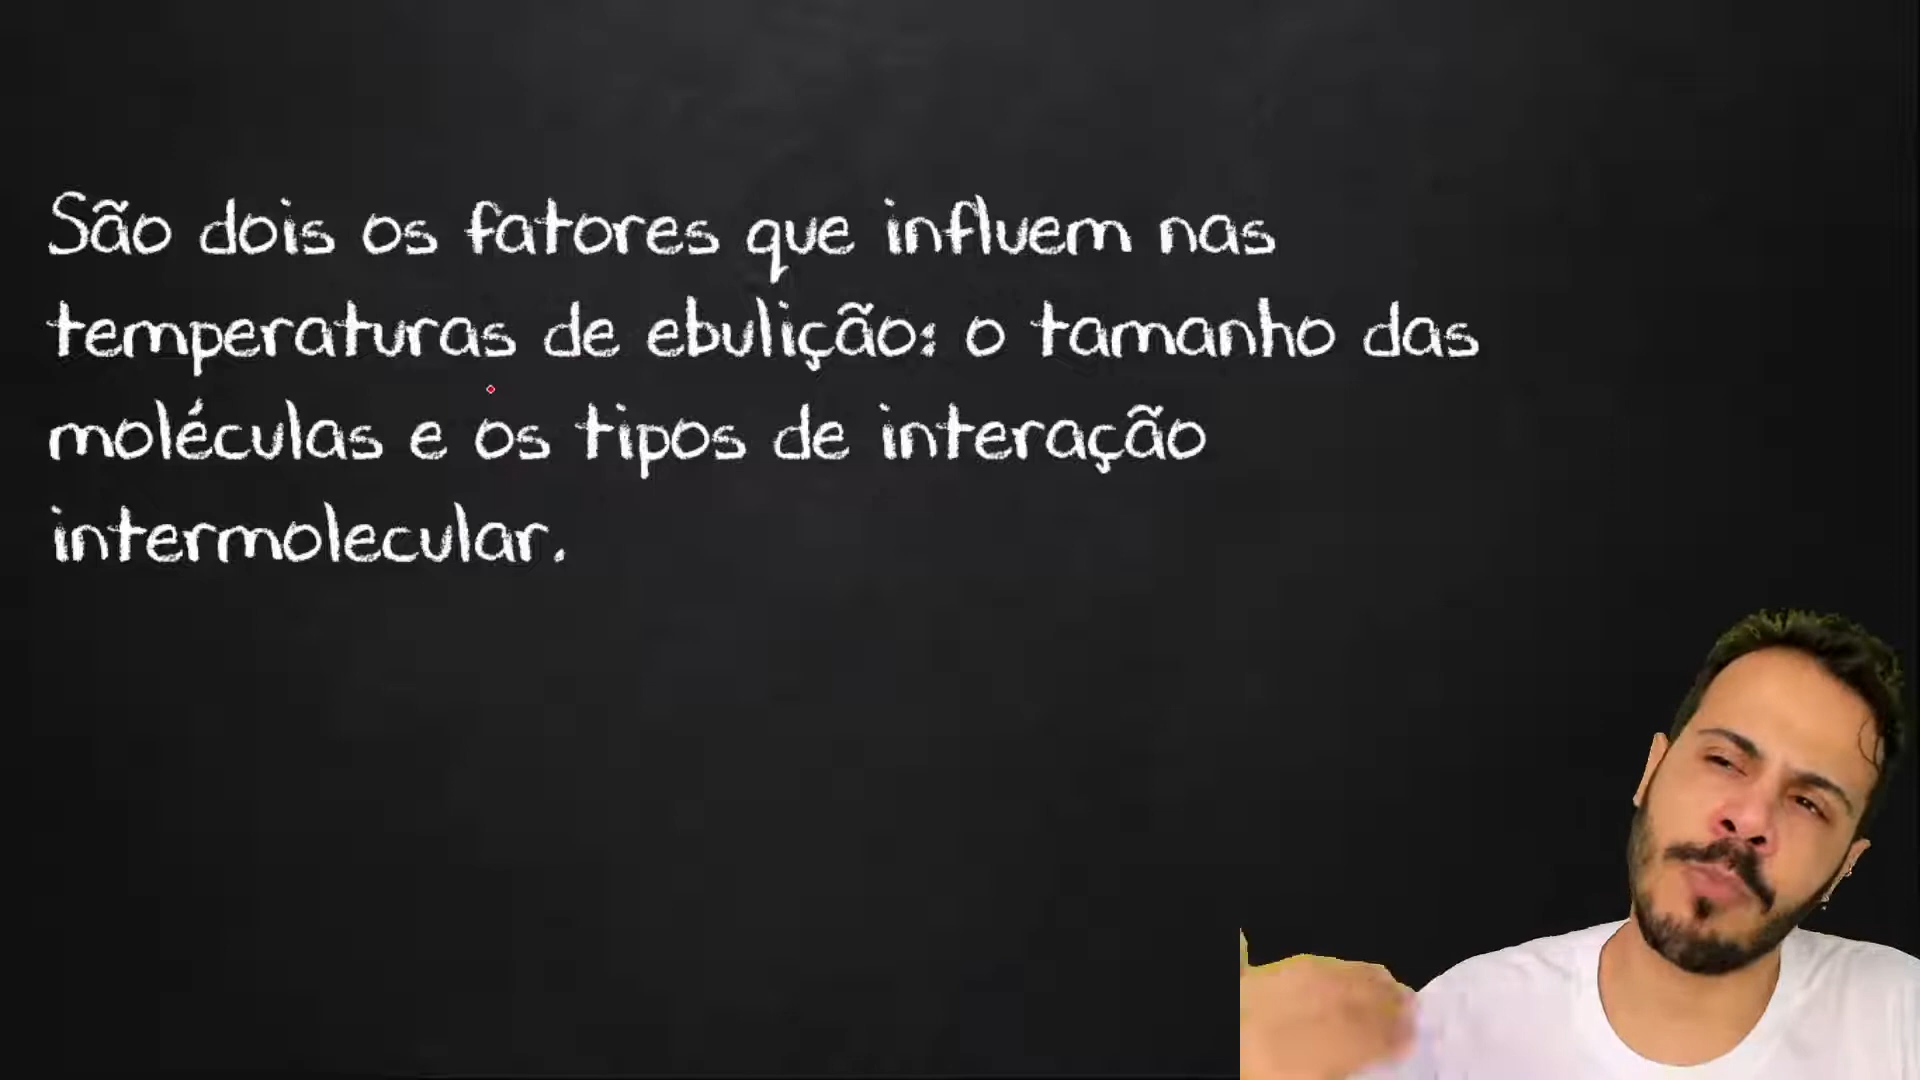 São dois os fatores que influem nas
temperaturas de ebulição: o tamanho das
moléculas e os tipos de interação
intermolecular.